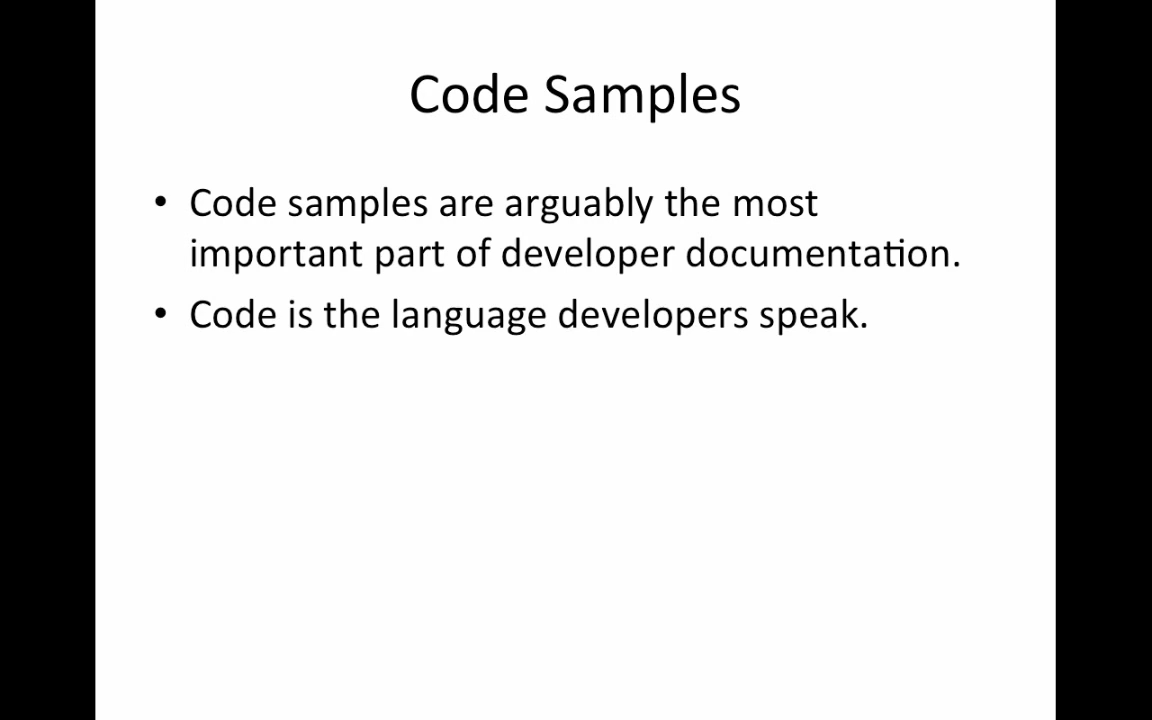 Code Samples
• Code samples are arguably the most
important part of developer documentation.
• Code is the language developers speak.